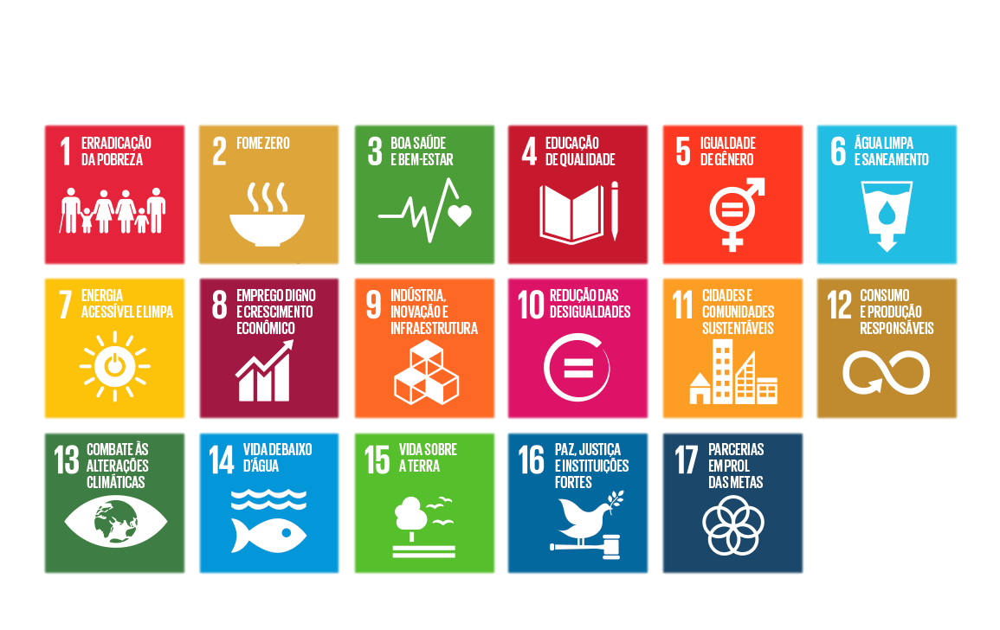 1 ERRADICAÇÃO
DA POBREZA
2 FOME ZERO
3 BOA SAÚDE
E BEM-ESTAR
4 EDUCAÇÃO
DE QUALIDADE
5 IGUALDADE
DE GÊNERO
6 ÁGUA LIMPA
E SANEAMENTO
7 ENERGIA
ACESSÍVEL E LIMPA
8 EMPREGO DIGNO
E CRESCIMENTO
ECONÔMICO
9 INDÚSTRIA,
INOVAÇÃO E
INFRAESTRUTURA
10 REDUÇÃO DAS
DESIGUALDADES
11 CIDADES E
COMUNIDADES
SUSTENTÁVEIS
12 CONSUMO
E PRODUÇÃO
RESPONSÁVEIS
13 COMBATE ÀS
ALTERAÇÕES
CLIMÁTICAS
14 VIDA DEBAIXO
D'ÁGUA
15 VIDA SOBRE
A TERRA
16 PAZ, JUSTIÇA
E INSTITUIÇÕES
FORTES
17 PARCERIAS
EM PROL
DAS METAS